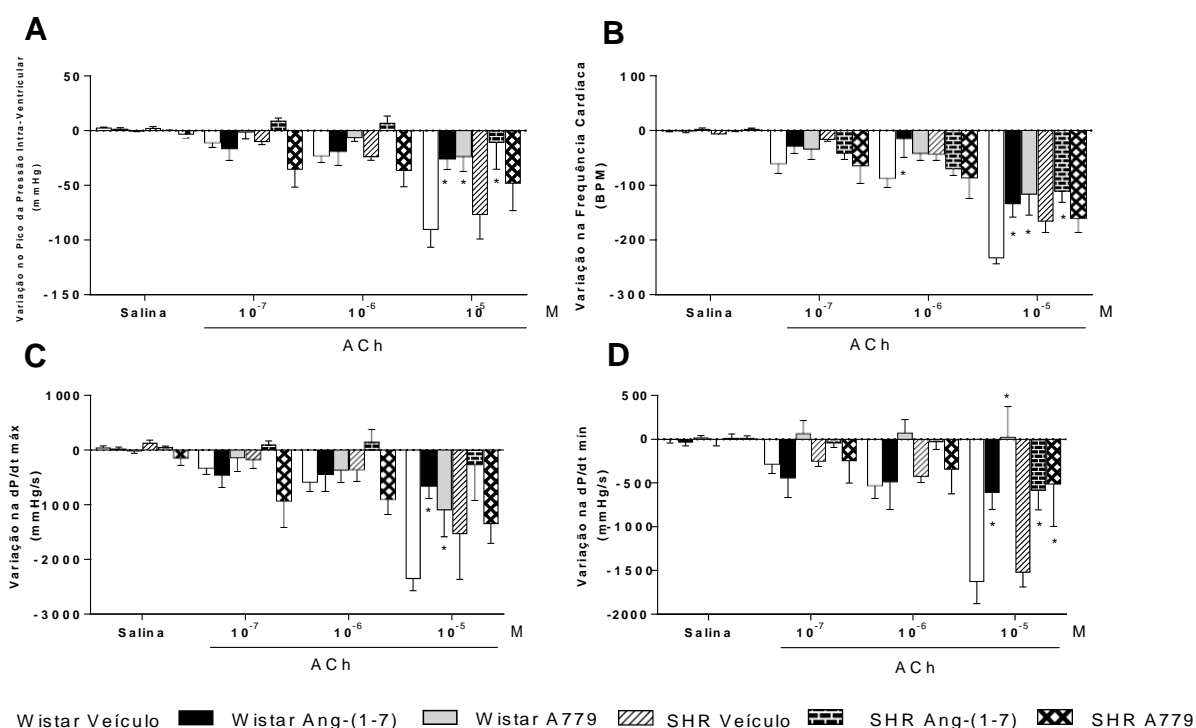 A
Variação no Pico da Pressão Intra-Ventricular
(mmHg)
50
0
-50
-100
-150
Salina
10-7
10-6
10-5
M
ACh
B
Variação na Frequência Cardíaca
(BPM)
100
0
-100
-200
-300
Salina
10-7
10-6
10-5
M
ACh
C
Variação na dP/dt máx
(mmHg/s)
1000
0
-1000
-2000
-3000
Salina
10-7
10-6
10-5
M
ACh
D
Variação na dP/dt mín
(mmHg/s)
500
0
-500
-1000
-1500
-2000
Salina
10-7
10-6
10-5
M
ACh
* * *
* * * *
* *
* * * *
Wistar Veículo Wistar Ang-(1-7) Wistar A779 SHR Veículo SHR Ang-(1-7) SHR A779